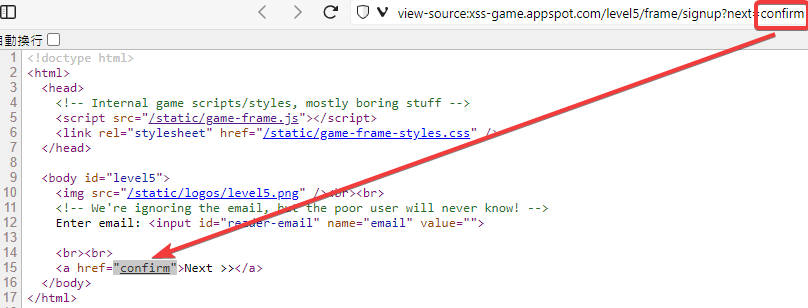 view-source:xss-game.appspot.com/level5/frame/signup?next=confirm
自動換行
1 <!doctype html>
2 <html>
3 <head>
4 <!-- Internal game scripts/styles, mostly boring stuff -->
5 <script src="/static/game-frame.js"></script>
6 <link rel="stylesheet" href="/static/game-frame-styles.css" />
7 </head>
8
9 <body id="level5">
10 <img src="/static/logos/level5.png" /><br><br>
11 <!-- We're ignoring the email, but the poor user will never know! -->
12 Enter email: <input id="reader-email" name="email" value="">
13
14 <br><br>
15 <a href="confirm">Next >></a>
16 </body>
17 </html>